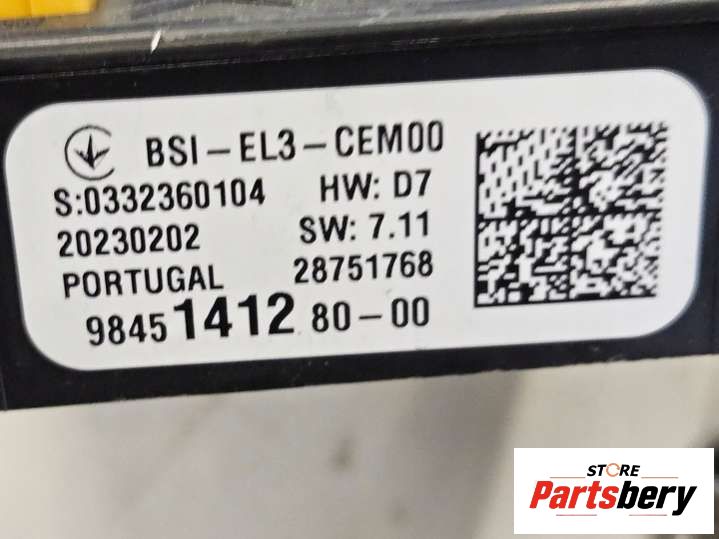 BSI-EL3-CEM00
S:0332360104 HW: D7
20230202 SW: 7.11
PORTUGAL 28751768
9845141280-00
STORE
Partsbery